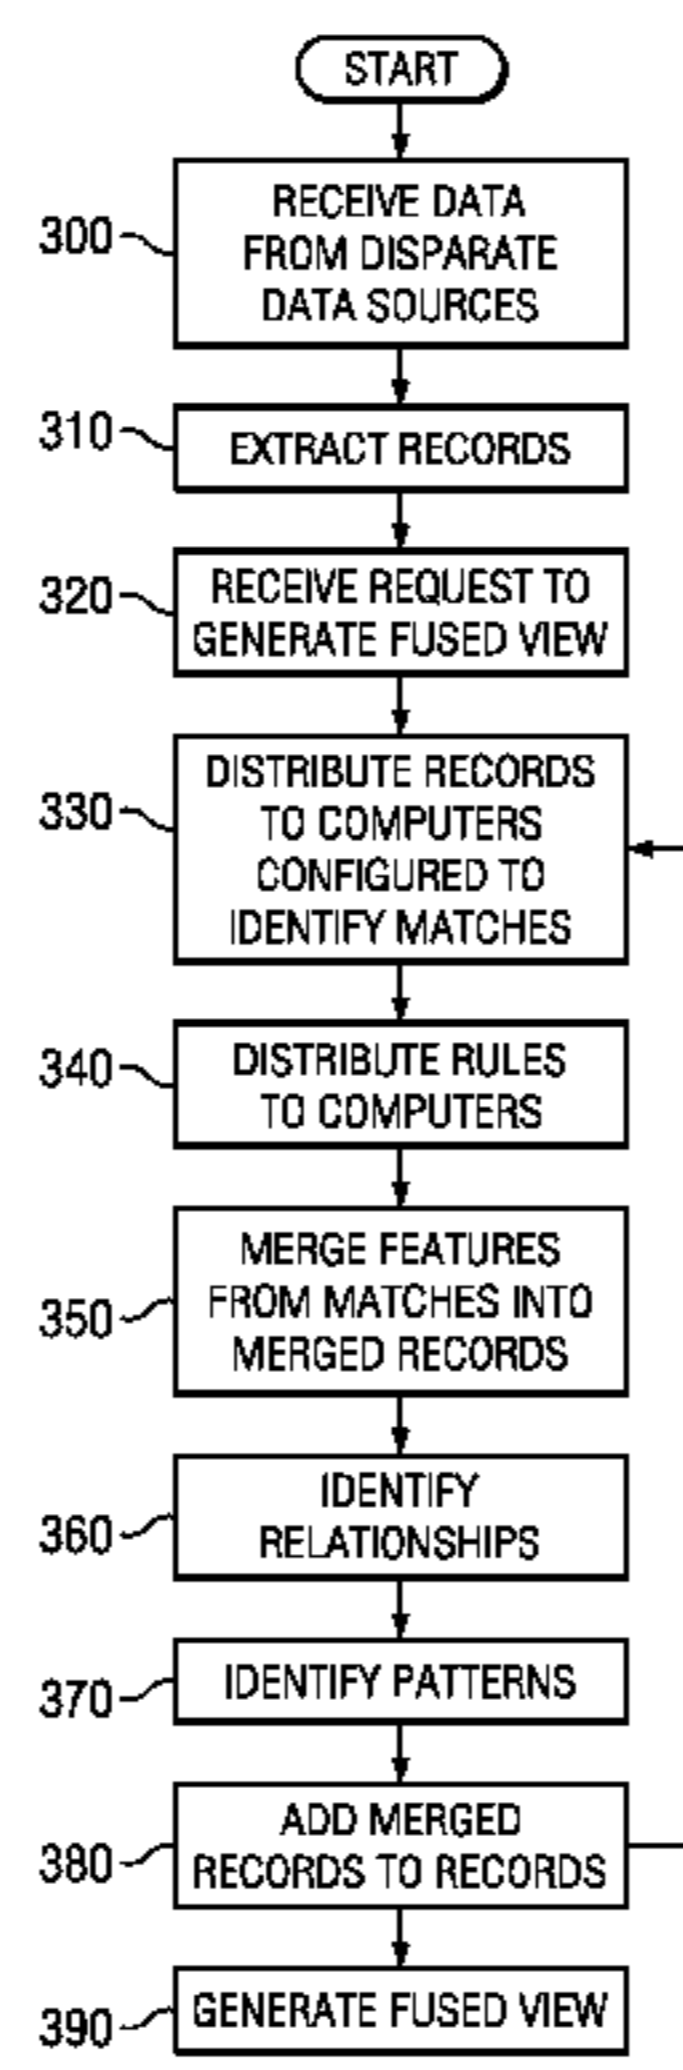 START
300
RECEIVE DATA
FROM DISPARATE
DATA SOURCES
310
EXTRACT RECORDS
320
RECEIVE REQUEST TO
GENERATE FUSED VIEW
330
DISTRIBUTE RECORDS
TO COMPUTERS
CONFIGURED TO
IDENTIFY MATCHES
340
DISTRIBUTE RULES
TO COMPUTERS
350
MERGE FEATURES
FROM MATCHES INTO
MERGED RECORDS
360
IDENTIFY
RELATIONSHIPS
370
IDENTIFY PATTERNS
380
ADD MERGED
RECORDS TO RECORDS
390
GENERATE FUSED VIEW